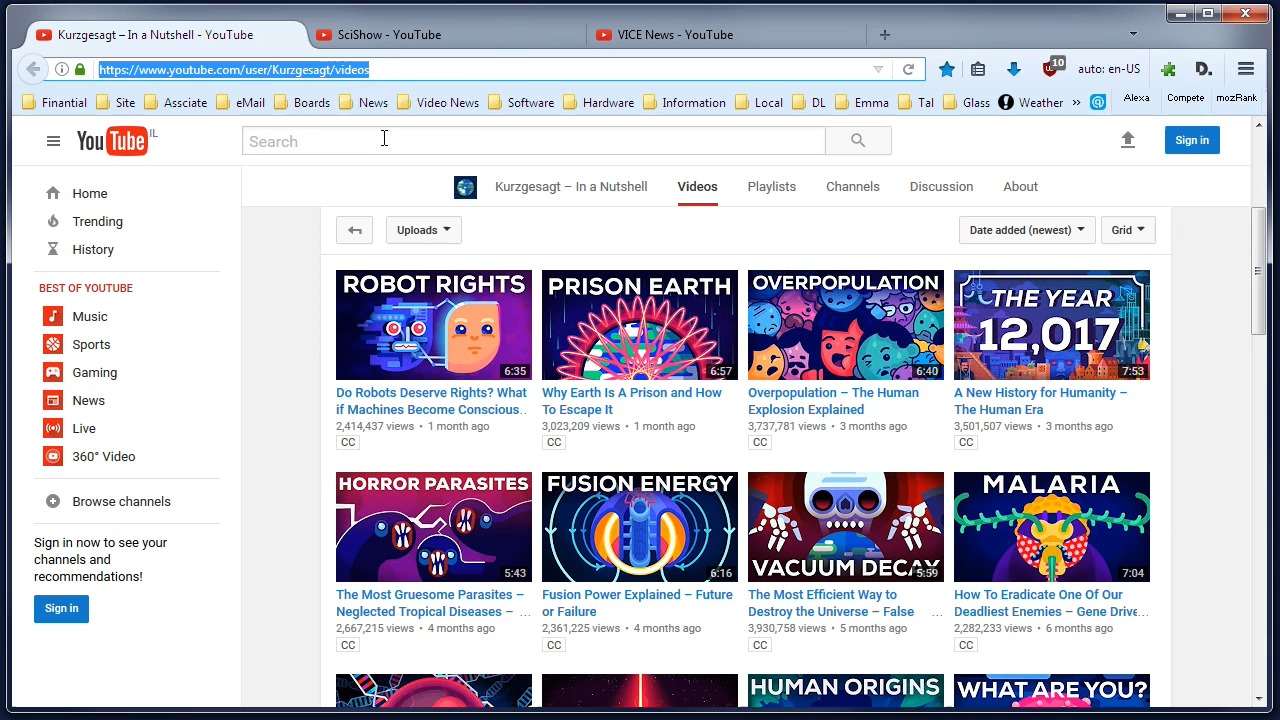 Kurzgesagt – In a Nutshell - YouTube
SciShow - YouTube
VICE News - YouTube
https://www.youtube.com/user/Kurzgesagt/videos
10
auto: en-US
D.
Finantial
Site
Assciate
eMail
Boards
News
Video News
Software
Hardware
Information
Local
DL
Emma
Tal
Glass
Weather
»
Alexa
Compete
mozRank
YouTube IL
Search
Sign in
Home
Trending
History
BEST OF YOUTUBE
Music
Sports
Gaming
News
Live
360° Video
Browse channels
Sign in now to see your
channels and
recommendations!
Sign in
Kurzgesagt – In a Nutshell
Videos
Playlists
Channels
Discussion
About
Uploads
Date added (newest)
Grid
ROBOT RIGHTS
6:35
Do Robots Deserve Rights? What
if Machines Become Conscious...
2,414,437 views • 1 month ago
CC
PRISON EARTH
6:57
Why Earth Is A Prison and How
To Escape It
3,023,209 views • 1 month ago
CC
OVERPOPULATION
6:40
Overpopulation – The Human
Explosion Explained
3,737,781 views • 3 months ago
CC
THE YEAR
12,017
7:53
A New History for Humanity –
The Human Era
3,501,507 views • 3 months ago
CC
HORROR PARASITES
5:43
The Most Gruesome Parasites –
Neglected Tropical Diseases – ...
2,667,215 views • 4 months ago
CC
FUSION ENERGY
6:16
Fusion Power Explained – Future
or Failure
2,361,225 views • 4 months ago
CC
VACUUM DECAY
5:59
The Most Efficient Way to
Destroy the Universe – False ...
3,930,758 views • 5 months ago
CC
MALARIA
7:04
How To Eradicate One Of Our
Deadliest Enemies – Gene Drive...
2,282,233 views • 6 months ago
CC
HUMAN ORIGINS
WHAT ARE YOU?